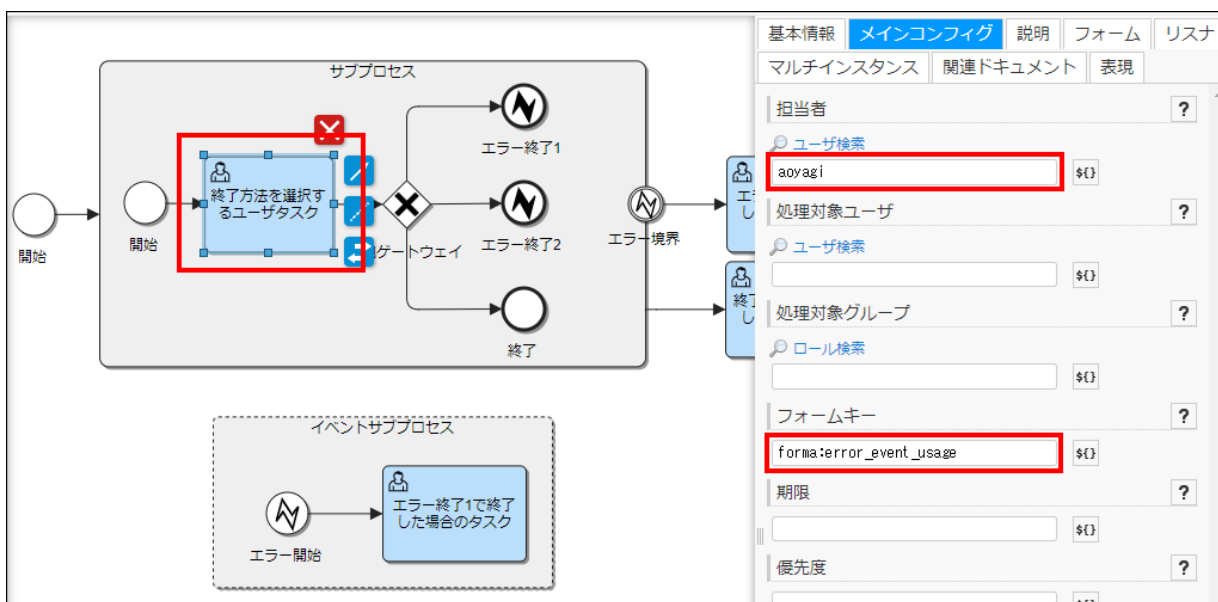 基本情報 メインコンフィグ 説明 フォーム リスナ
マルチインスタンス 関連ドキュメント 表現
担当者 ?
ユーザ検索
aoyagi ${}
処理対象ユーザ ?
ユーザ検索
${}
処理対象グループ ?
ロール検索
${}
フォームキー ?
forma:error_event_usage ${}
期限 ?
${}
優先度 ?
サブプロセス
開始
開始
終了方法を選択す
るユーザタスク
ゲートウェイ
エラー終了1
エラー終了2
終了
エラー境界
エ
し
終了
し
イベントサブプロセス
エラー開始
エラー終了1で終了
した場合のタスク